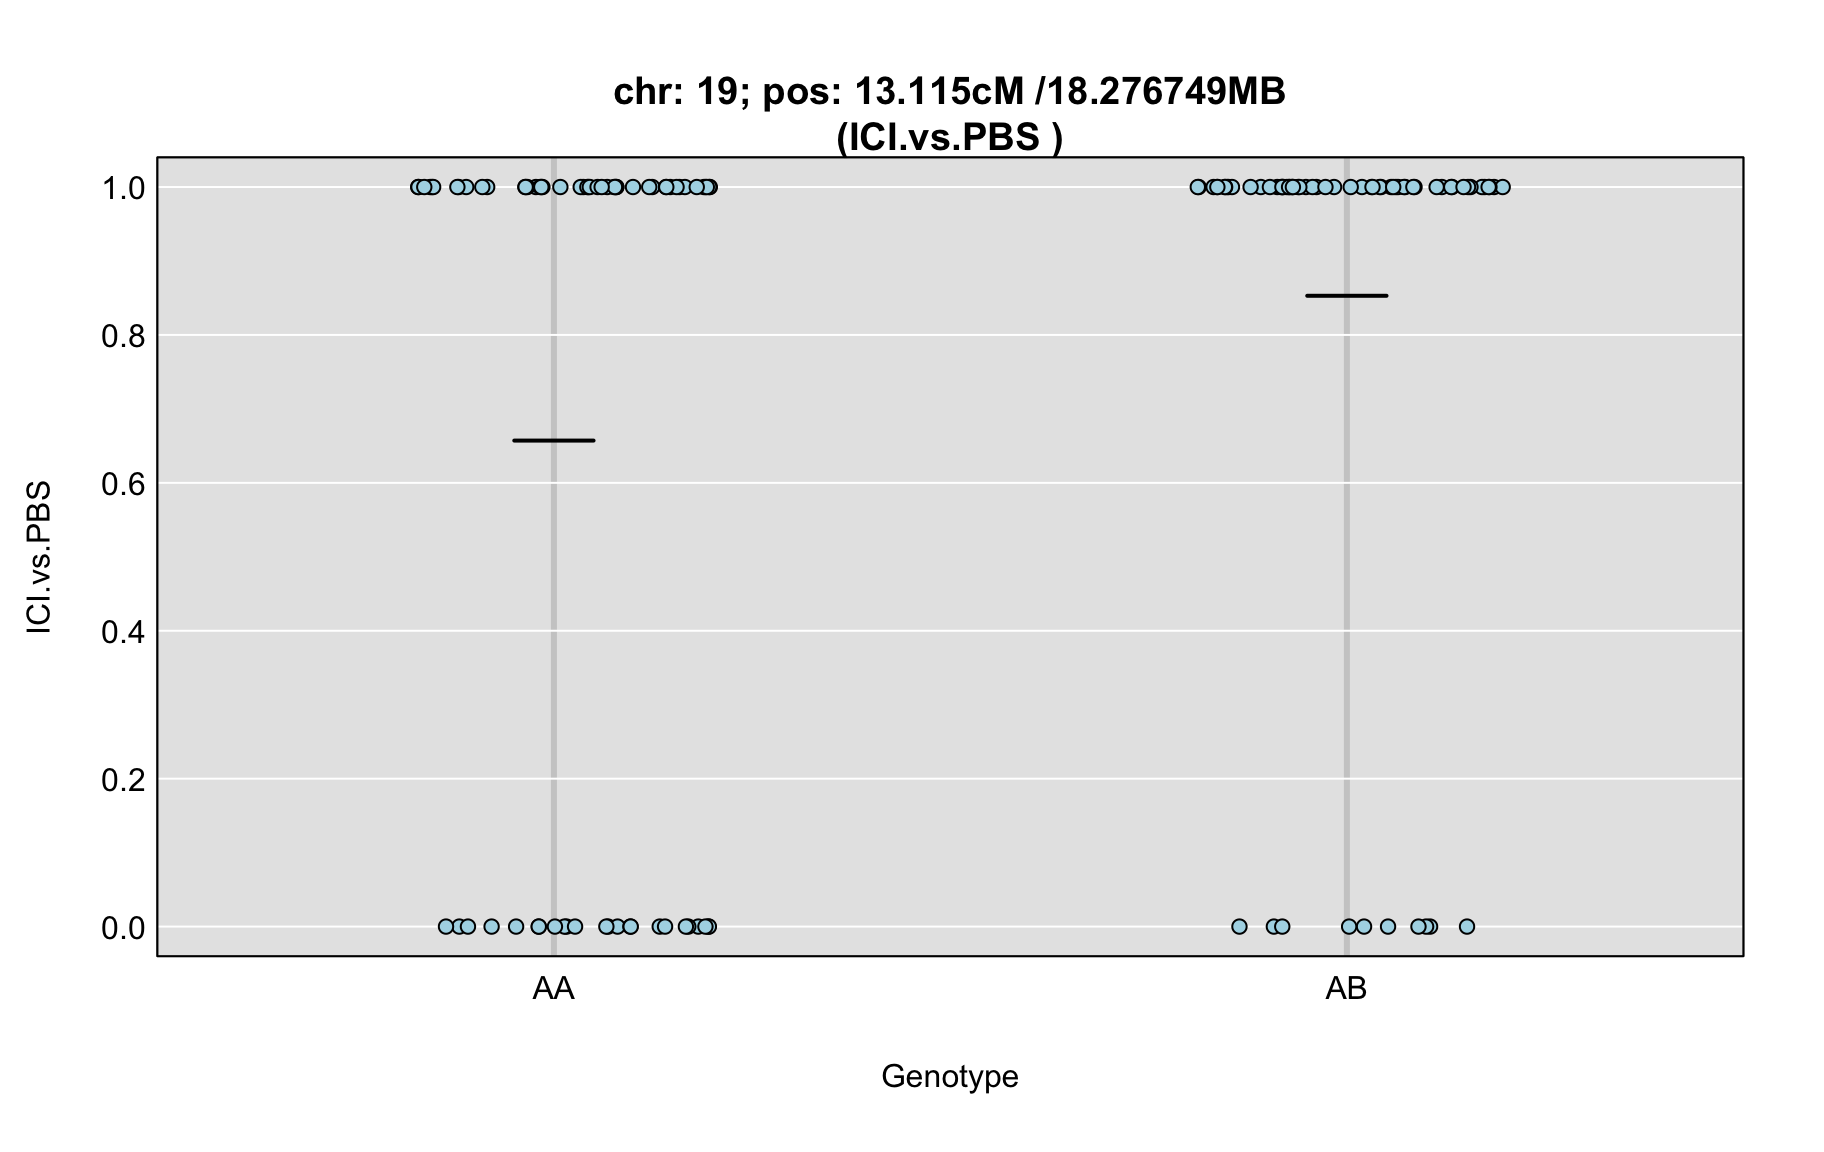 chr: 19; pos: 13.115cM /18.276749MB
(ICI.vs.PBS )
1.0
0.8
0.6
0.4
0.2
0.0
ICI.vs.PBS
AA
AB
Genotype